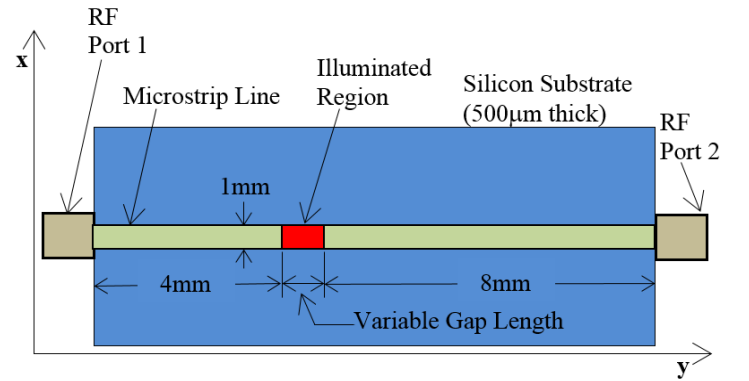 RF
Port 1
x
Illuminated
Region
Microstrip Line
Silicon Substrate
(500μm thick)
RF
Port 2
1mm
4mm
8mm
Variable Gap Length
y